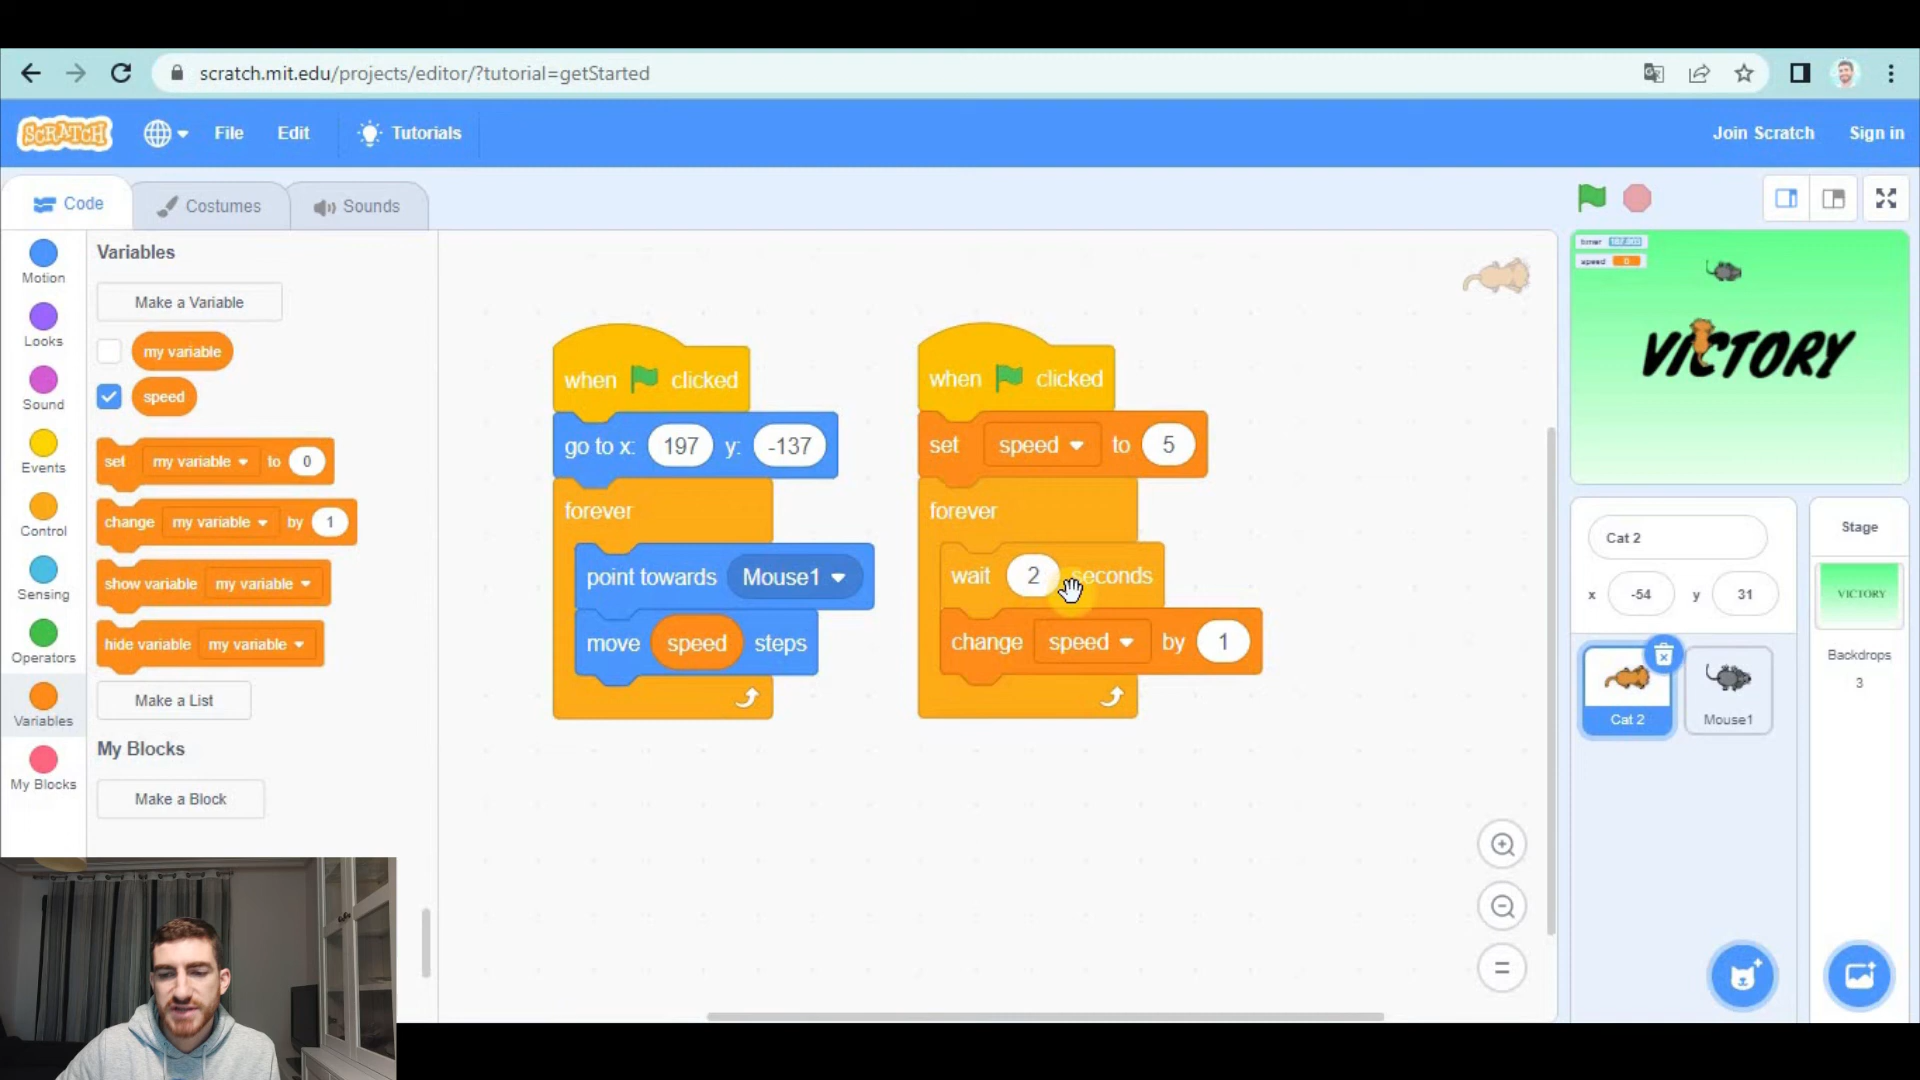 scratch.mit.edu/projects/editor/?tutorial=getStarted
SCRATCH File Edit Tutorials Join Scratch Sign in
Code Costumes Sounds
Motion
Looks
Sound
Events
Control
Sensing
Operators
Variables
My Blocks
Variables
Make a Variable
my variable
speed
set my variable to 0
change my variable by 1
show variable my variable
hide variable my variable
Make a List
My Blocks
Make a Block
when clicked
go to x: 197 y: -137
forever
point towards Mouse1
move speed steps
when clicked
set speed to 5
forever
wait 2 seconds
change speed by 1
timer
speed 0
VICTORY
Cat 2
x -54 y 31
Cat 2
Mouse1
Stage
VICTORY
Backdrops
3